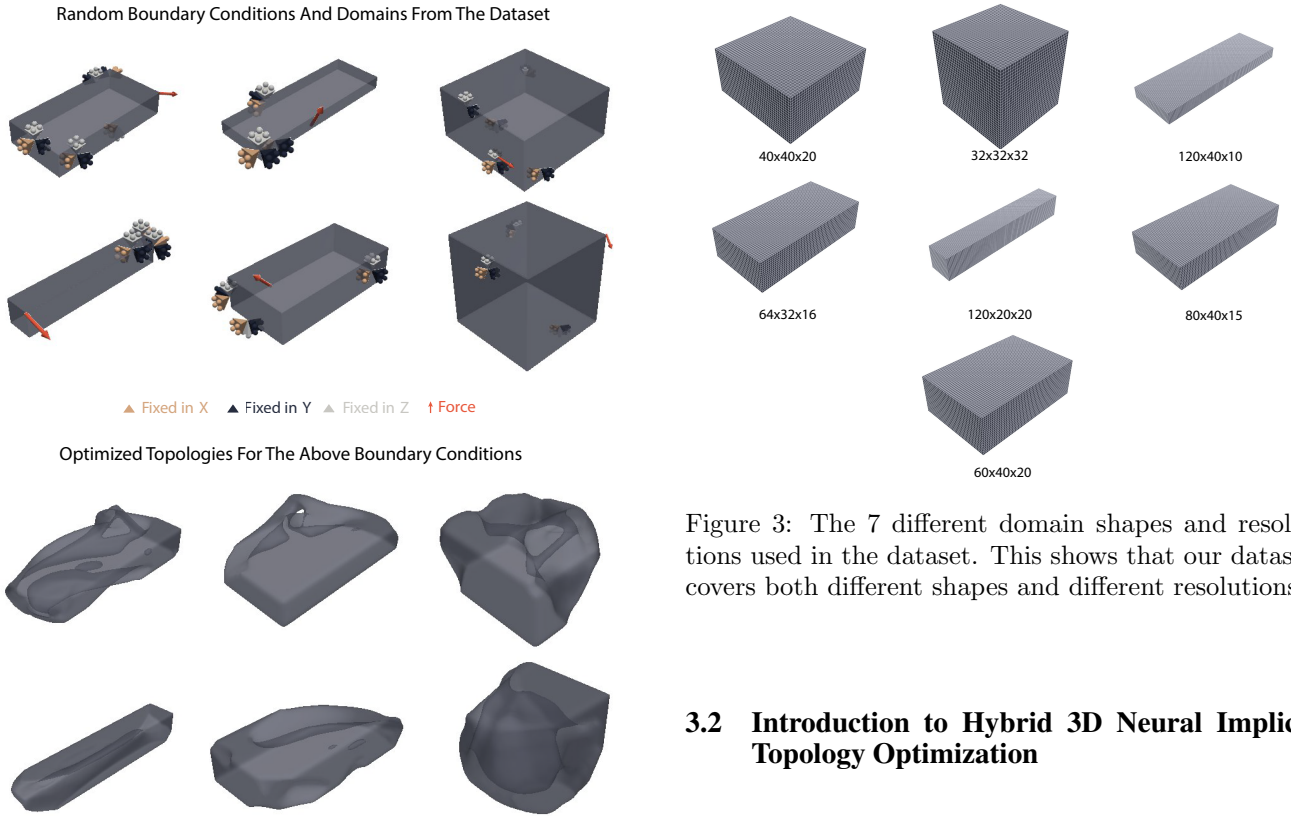 Random Boundary Conditions And Domains From The Dataset
Fixed in X Fixed in Y Fixed in Z Force
Optimized Topologies For The Above Boundary Conditions
40x40x20 32x32x32 120x40x10
64x32x16 120x20x20 80x40x15
60x40x20
Figure 3: The 7 different domain shapes and resol
tions used in the dataset. This shows that our datas
covers both different shapes and different resolutions
3.2 Introduction to Hybrid 3D Neural Implic
Topology Optimization